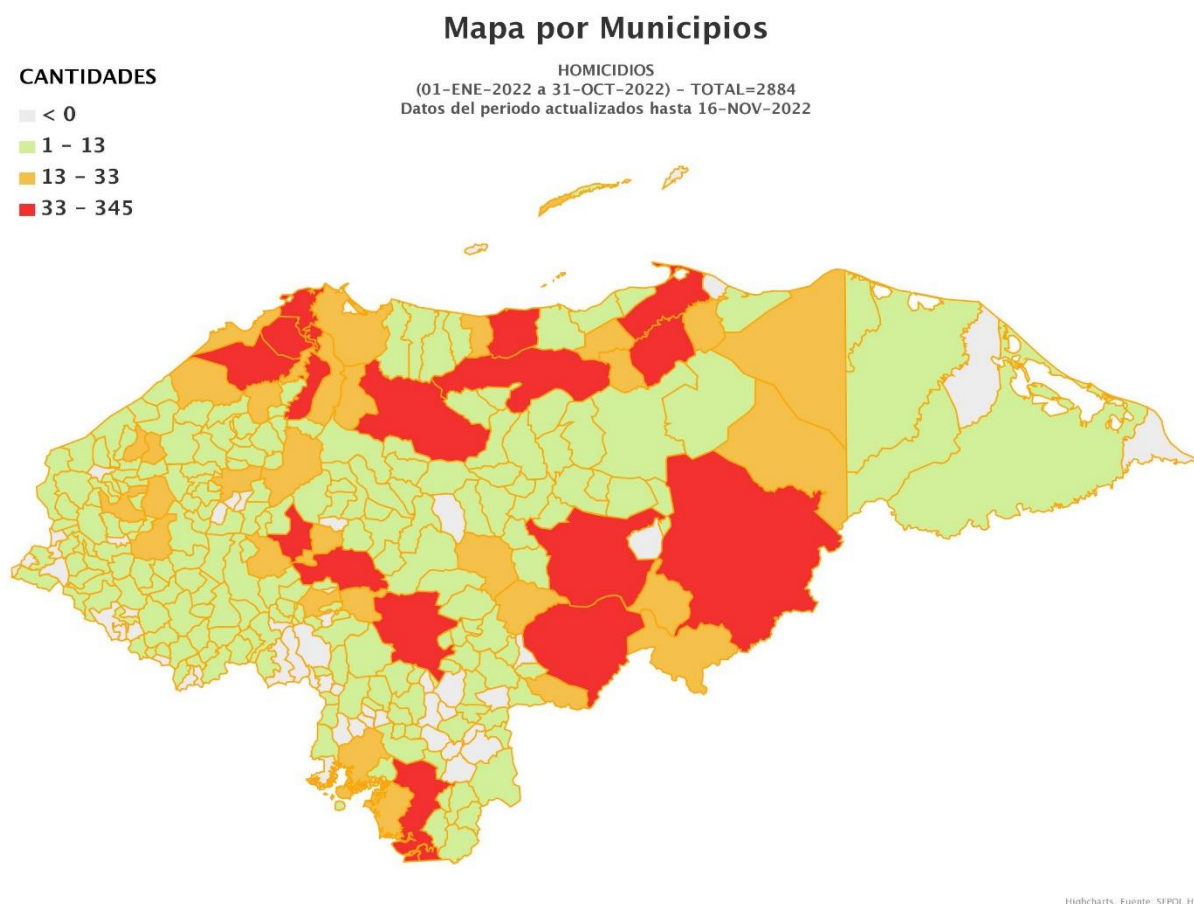 Mapa por Municipios
HOMICIDIOS
(01-ENE-2022 a 31-OCT-2022) - TOTAL=2884
Datos del periodo actualizados hasta 16-NOV-2022
CANTIDADES
< 0
1 - 13
13 - 33
33 - 345
Highcharts. Fuente: SEPOL.H